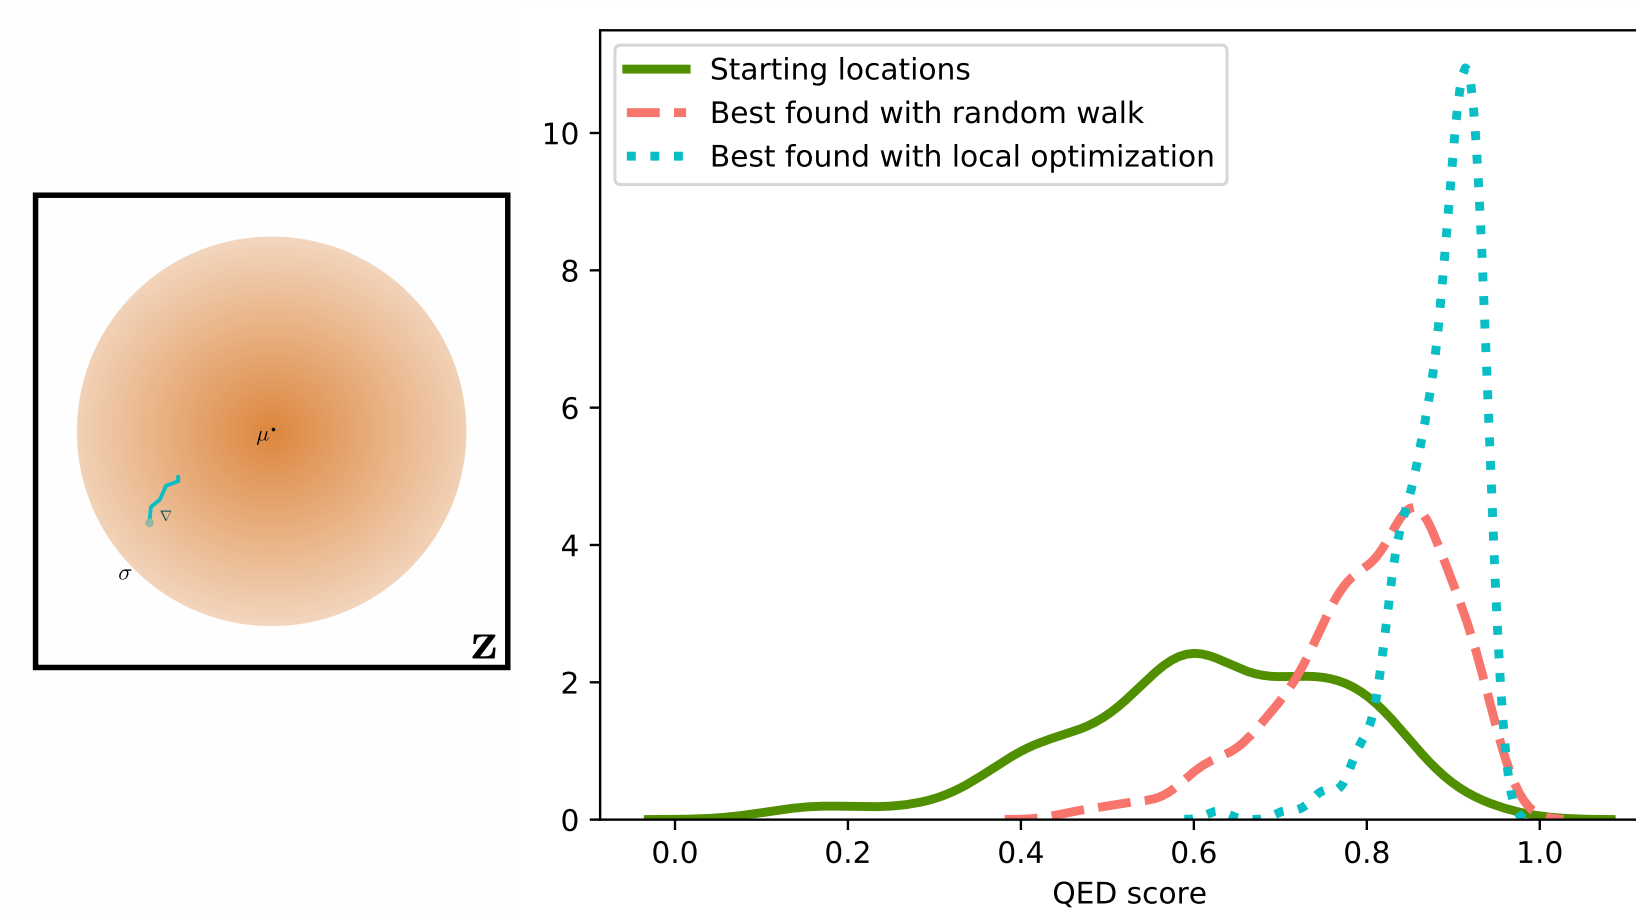 μ
∇
σ
Z
Starting locations
Best found with random walk
Best found with local optimization
10
8
6
4
2
0
0.0 0.2 0.4 0.6 0.8 1.0
QED score